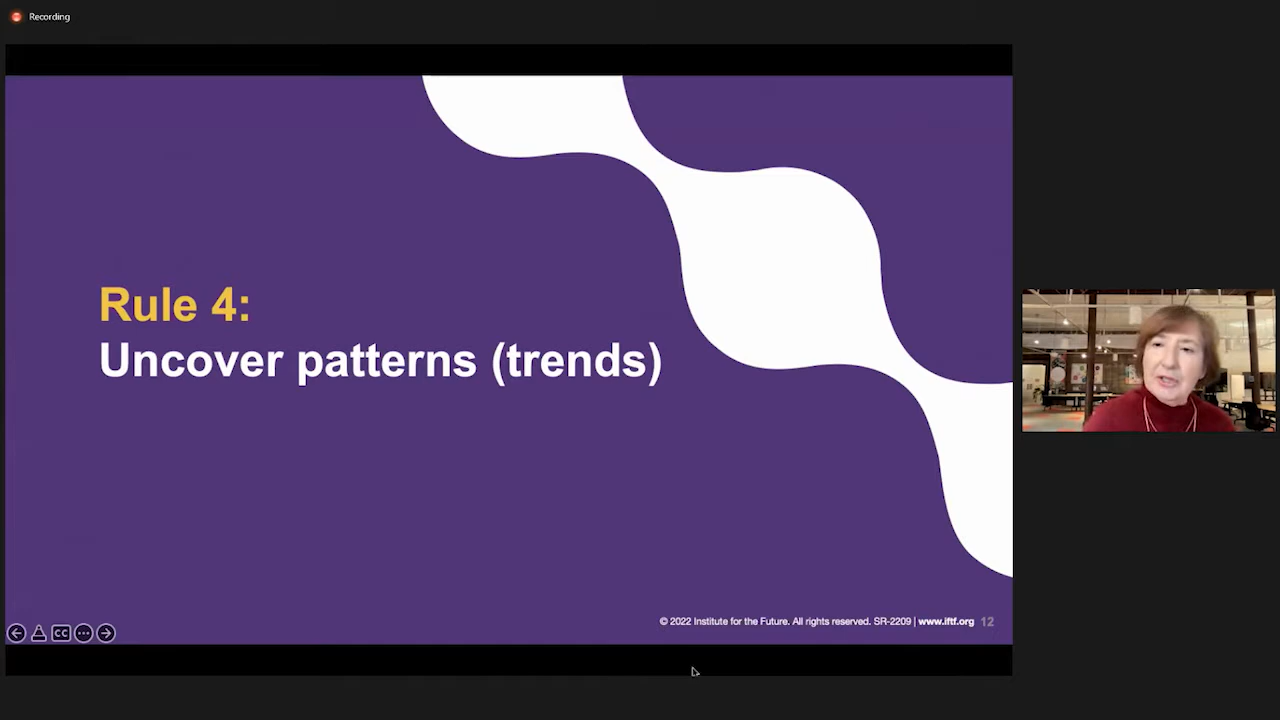 Recording
Rule 4:
Uncover patterns (trends)
© 2022 Institute for the Future. All rights reserved. SR-2209 | www.iftf.org 12
CC